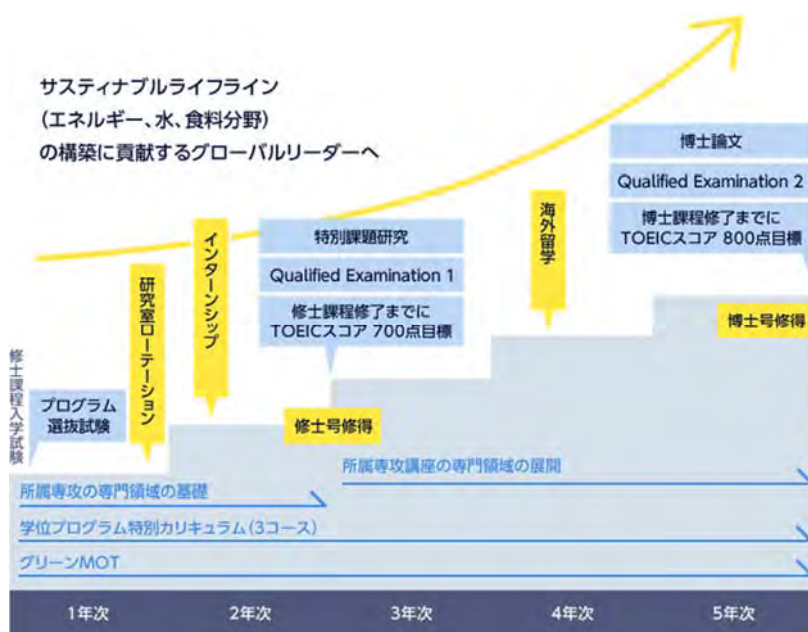 サスティナブルライフライン
(エネルギー、水、食料分野)
の構築に貢献するグローバルリーダーへ
博士論文
Qualified Examination 2
博士課程修了までに
TOEICスコア 800点目標
海外留学
インターンシップ
特別課題研究
Qualified Examination 1
修士課程修了までに
TOEICスコア 700点目標
研究室ローテーション
博士号修得
修士課程入学試験
プログラム
選抜試験
修士号修得
所属専攻講座の専門領域の展開
所属専攻の専門領域の基礎
学位プログラム特別カリキュラム(3コース)
グリーンMOT
1年次
2年次
3年次
4年次
5年次